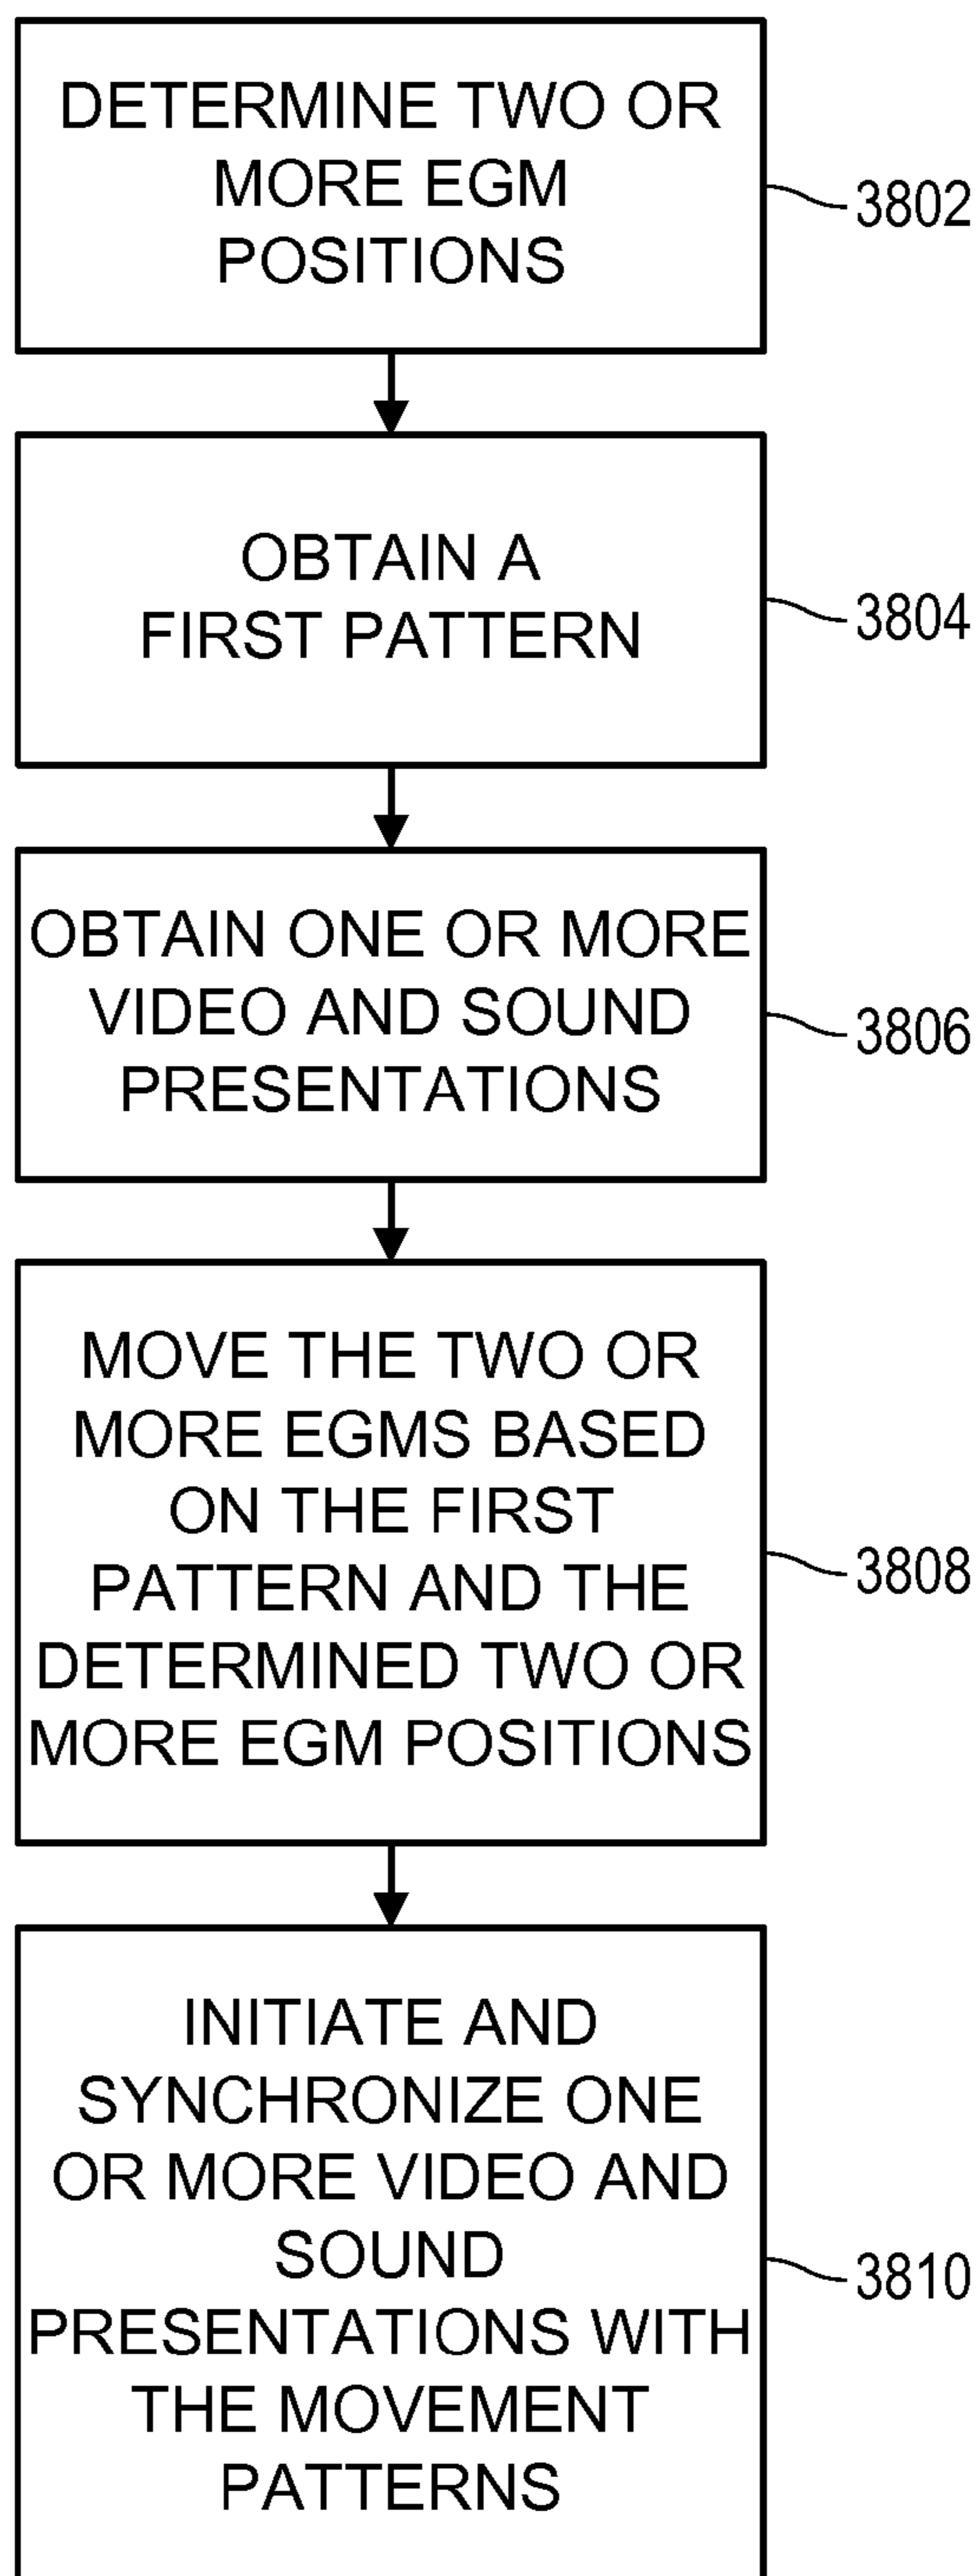 DETERMINE TWO OR
MORE EGM
POSITIONS
3802
OBTAIN A
FIRST PATTERN
3804
OBTAIN ONE OR MORE
VIDEO AND SOUND
PRESENTATIONS
3806
MOVE THE TWO OR
MORE EGMS BASED
ON THE FIRST
PATTERN AND THE
DETERMINED TWO OR
MORE EGM POSITIONS
3808
INITIATE AND
SYNCHRONIZE ONE
OR MORE VIDEO AND
SOUND
PRESENTATIONS WITH
THE MOVEMENT
PATTERNS
3810